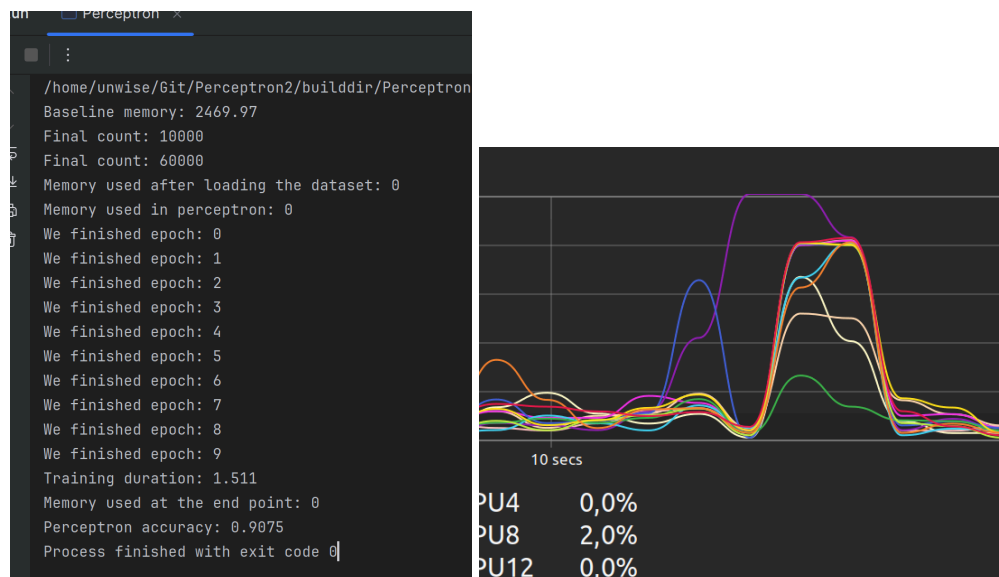 un
Perceptron
/home/unwise/Git/Perceptron2/builddir/Perceptron
Baseline memory: 2469.97
Final count: 10000
Final count: 60000
Memory used after loading the dataset: 0
Memory used in perceptron: 0
We finished epoch: 0
We finished epoch: 1
We finished epoch: 2
We finished epoch: 3
We finished epoch: 4
We finished epoch: 5
We finished epoch: 6
We finished epoch: 7
We finished epoch: 8
We finished epoch: 9
Training duration: 1.511
Memory used at the end point: 0
Perceptron accuracy: 0.9075
Process finished with exit code 0
10 secs
PU4 0,0%
PU8 2,0%
PU12 0,0%